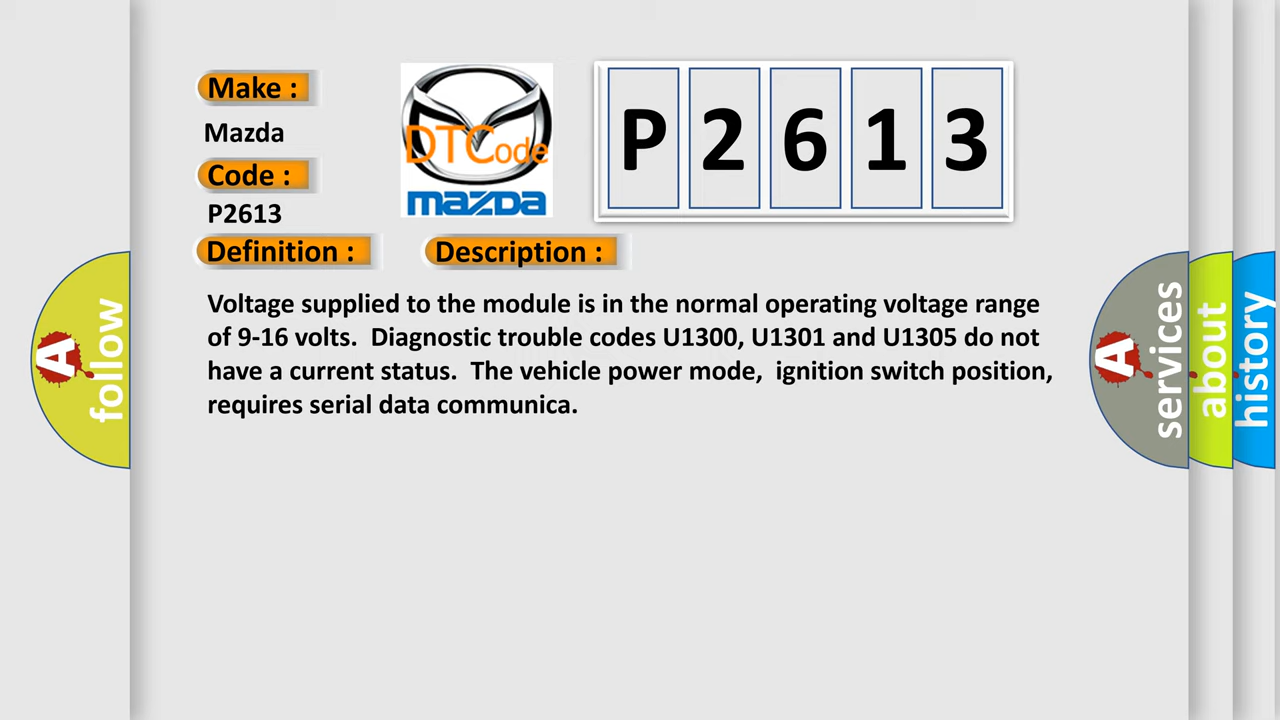 Make :
Mazda
Code :
P2613
Definition :
Description :
DTCode
mazda
P 2 6 1 3
Voltage supplied to the module is in the normal operating voltage range
of 9-16 volts  Diagnostic trouble codes U1300, U1301 and U1305 do not
have a current status  The vehicle power mode,  ignition switch position,
requires serial data communica.
A follow
A services
about
history